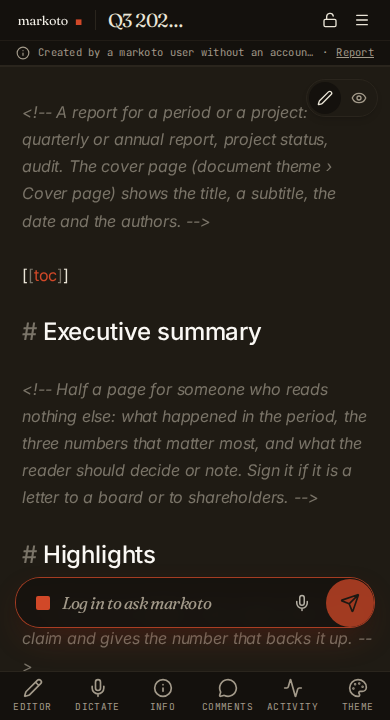 markoto
Q3 202...
Created by a markoto user without an accoun… · Report
<!-- A report for a period or a project:
quarterly or annual report, project status,
audit. The cover page (document theme ›
Cover page) shows the title, a subtitle, the
date and the authors. -->
[[toc]]
# Executive summary
<!-- Half a page for someone who reads
nothing else: what happened in the period, the
three numbers that matter most, and what the
reader should decide or note. Sign it if it is a
letter to a board or to shareholders. -->
# Highlights
Log in to ask markoto
claim and gives the number that backs it up. --
>
EDITOR DICTATE INFO COMMENTS ACTIVITY THEME